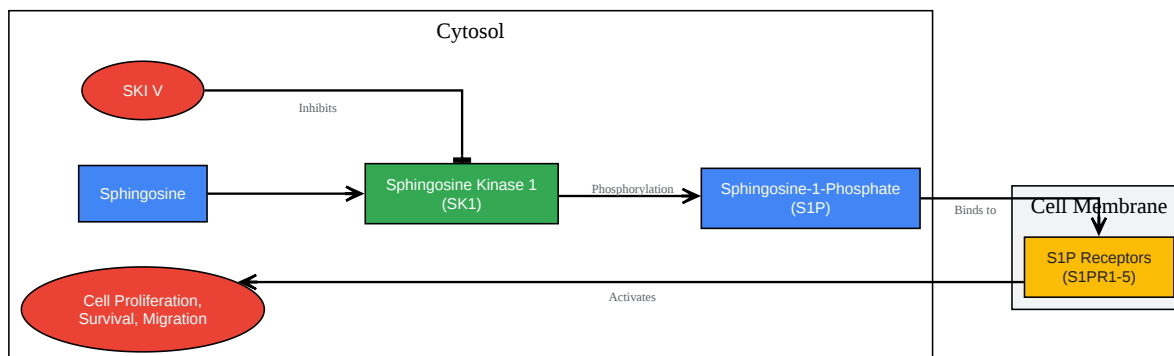 Cytosol
SKI V
Inhibits
Sphingosine
Sphingosine Kinase 1
(SK1)
Phosphorylation
Sphingosine-1-Phosphate
(S1P)
Binds to
Cell Membrane
S1P Receptors
(S1PR1-5)
Activates
Cell Proliferation,
Survival, Migration